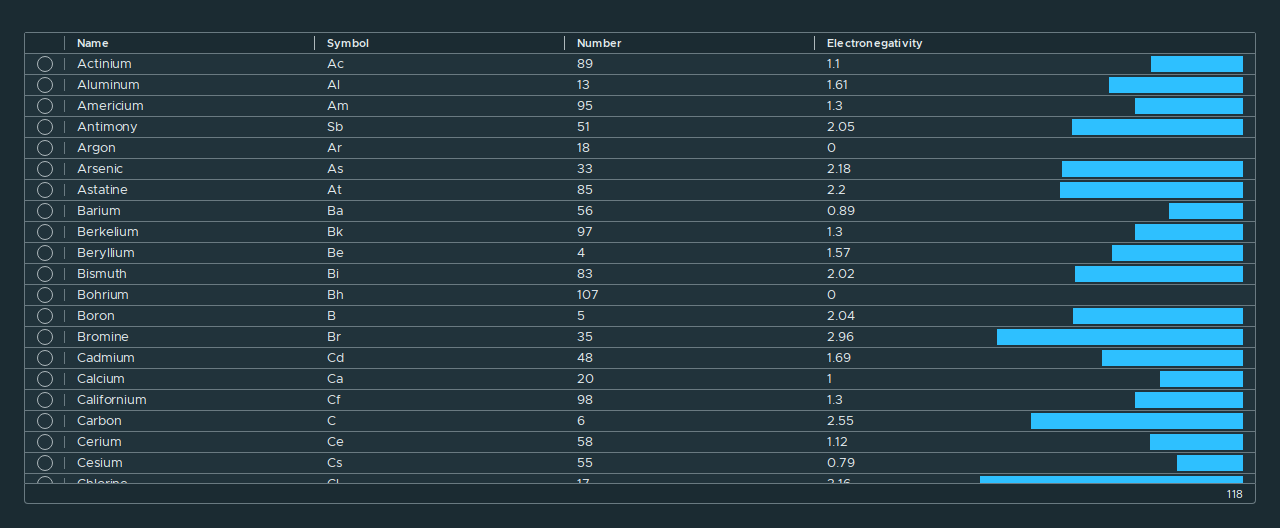 Name Symbol Number Electronegativity
Actinium Ac 89 1.1
Aluminum Al 13 1.61
Americium Am 95 1.3
Antimony Sb 51 2.05
Argon Ar 18 0
Arsenic As 33 2.18
Astatine At 85 2.2
Barium Ba 56 0.89
Berkelium Bk 97 1.3
Beryllium Be 4 1.57
Bismuth Bi 83 2.02
Bohrium Bh 107 0
Boron B 5 2.04
Bromine Br 35 2.96
Cadmium Cd 48 1.69
Calcium Ca 20 1
Californium Cf 98 1.3
Carbon C 6 2.55
Cerium Ce 58 1.12
Cesium Cs 55 0.79
Chlorine Cl 17 3.16
118